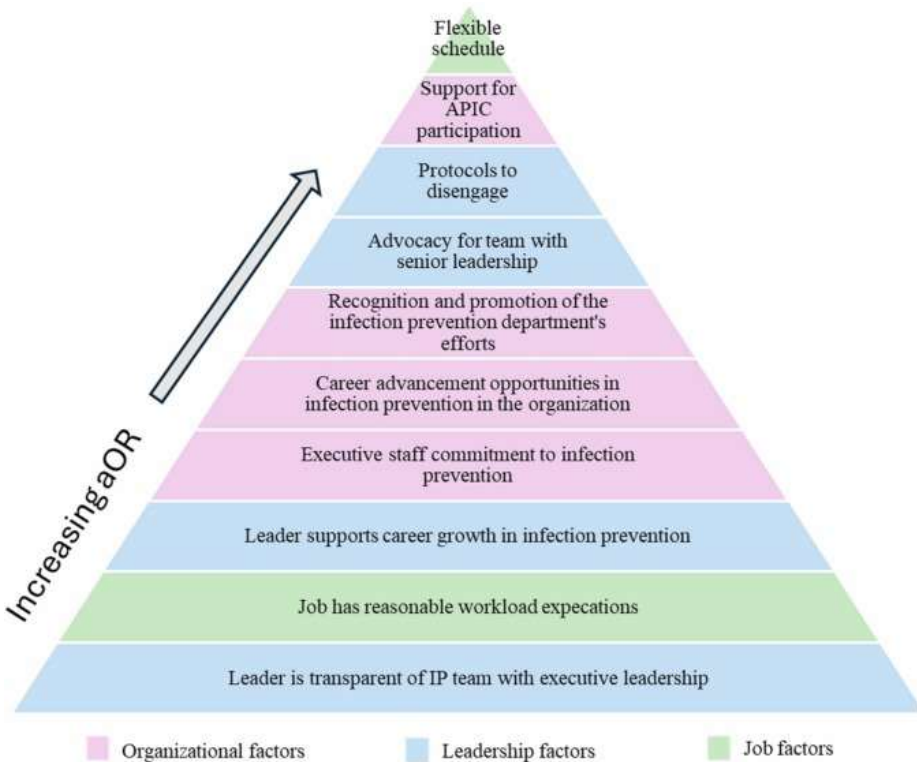 Flexible
schedule
Support for
APIC
participation
Protocols to
disengage
Advocacy for team with
senior leadership
Recognition and promotion of the
infection prevention department's
efforts
Career advancement opportunities in
infection prevention in the organization
Executive staff commitment to infection
prevention
Leader supports career growth in infection prevention
Job has reasonable workload expecations
Leader is transparent of IP team with executive leadership
Increasing aOR
Organizational factors
Leadership factors
Job factors